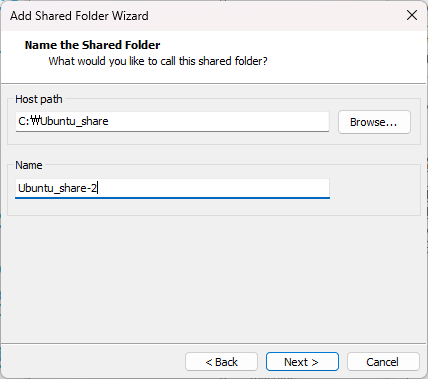 Add Shared Folder Wizard
Name the Shared Folder
What would you like to call this shared folder?
Host path
C:₩Ubuntu_share
Browse...
Name
Ubuntu_share-2
< Back
Next >
Cancel